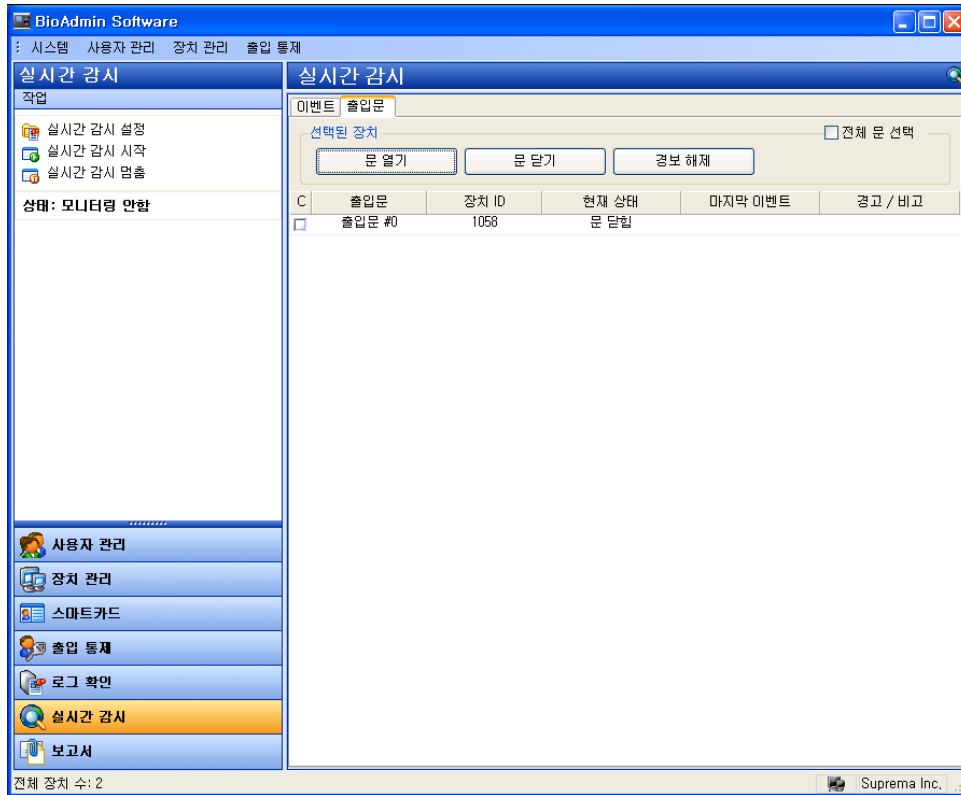 BioAdmin Software
시스템 사용자 관리 장치 관리 출입 통제
실시간 감시
작업
실시간 감시 설정
실시간 감시 시작
실시간 감시 멈춤
상태: 모니터링 안함
사용자 관리
장치 관리
스마트카드
출입 통제
로그 확인
실시간 감시
보고서
실시간 감시
이벤트 출입문
선택된 장치 전체 문 선택
문 열기 문 닫기 경보 해제
C 출입문 장치 ID 현재 상태 마지막 이벤트 경고 / 비고
출입문 #0 1058 문 닫힘
전체 장치 수: 2 Suprema Inc,